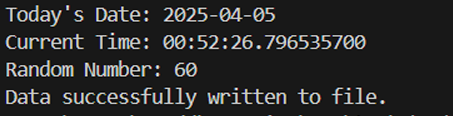 Today's Date: 2025-04-05
Current Time: 00:52:26.796535700
Random Number: 60
Data successfully written to file.